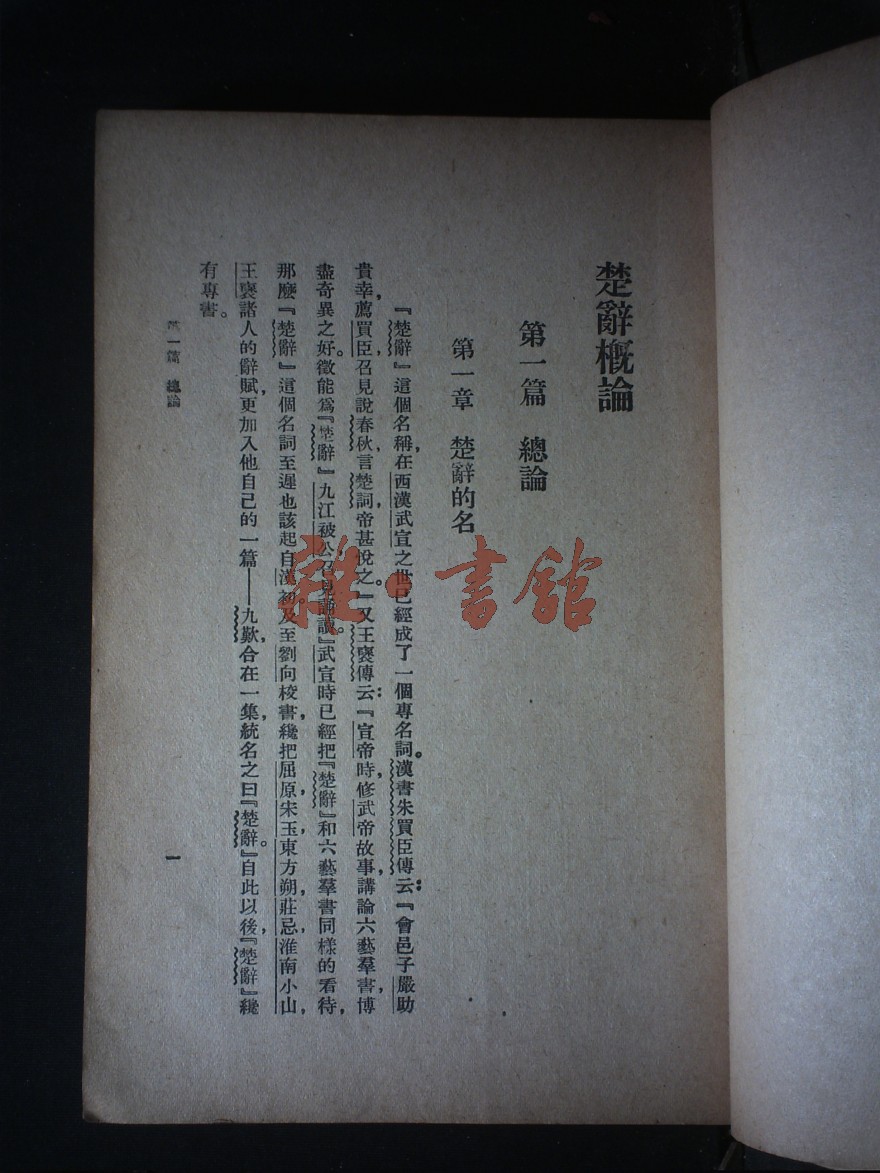 楚辭概論
第一篇 總論
第一章 楚辭的名
『楚辭』這個名稱,在西漢武宣之世已經成了一個專名詞。漢書朱買臣傳云:『會邑子嚴助
貴幸,薦買臣,召見,說春秋,言楚詞,帝甚悅之。』又王褒傳云:『宣帝時,修武帝故事,講論六藝羣書,博
盡奇異之好。徵能爲『楚辭』九江被公,召見誦讀。』武宣時已經把『楚辭』和六藝羣書同樣的看待,
那麼『楚辭』這個名詞至遲也該起自漢初。及至劉向校書,纔把屈原,宋玉,東方朔,莊忌,淮南小山,
王褒諸人的辭賦,更加入他自己的一篇——九歎,合在一集,統名之曰『楚辭。』自此以後,『楚辭』纔
有專書。
第一篇 總論
一
雜·書館